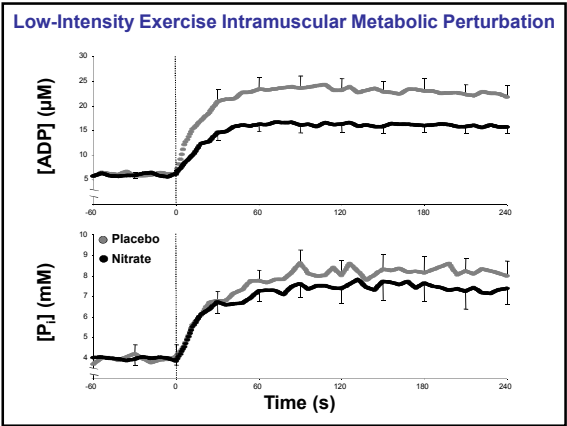 Low-Intensity Exercise Intramuscular Metabolic Perturbation
[ADP] (µM)
30
25
20
15
10
5
-60 0 60 120 180 240
[Pi] (mM)
Placebo
Nitrate
10
9
8
7
6
5
4
-60 0 60 120 180 240
Time (s)